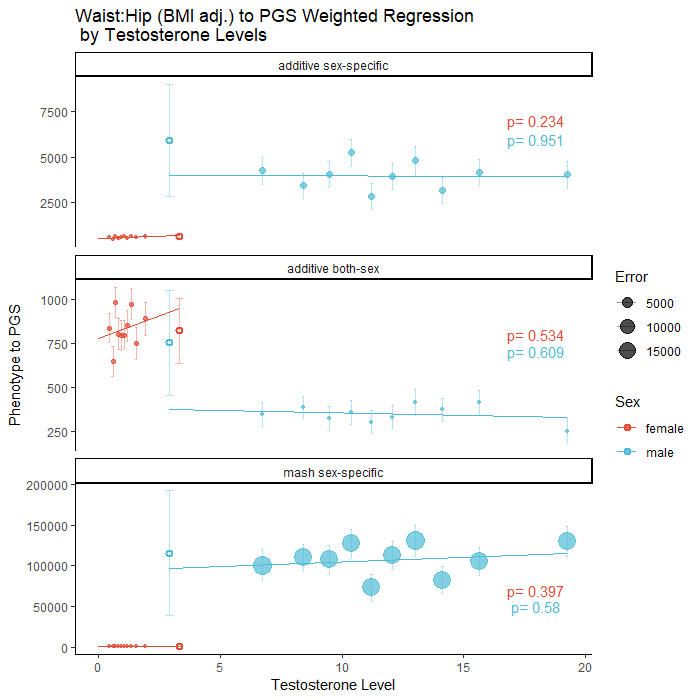 Waist:Hip (BMI adj.) to PGS Weighted Regression
by Testosterone Levels
additive sex-specific
7500
5000
2500
p= 0.234
p= 0.951
additive both-sex
1000
750
500
250
p= 0.534
p= 0.609
mash sex-specific
200000
150000
100000
50000
0
p= 0.397
p= 0.58
0 5 10 15 20
Testosterone Level
Phenotype to PGS
Error
5000
10000
15000
Sex
female
male